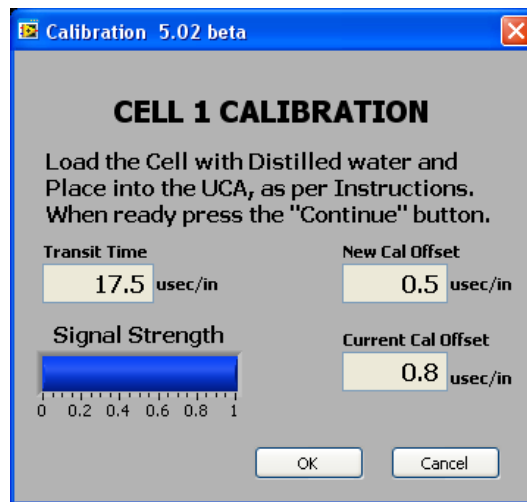 Calibration 5.02 beta
CELL 1 CALIBRATION
Load the Cell with Distilled water and
Place into the UCA, as per Instructions.
When ready press the "Continue" button.
Transit Time
17.5 usec/in
New Cal Offset
0.5 usec/in
Signal Strength
0 0.2 0.4 0.6 0.8 1
Current Cal Offset
0.8 usec/in
OK Cancel